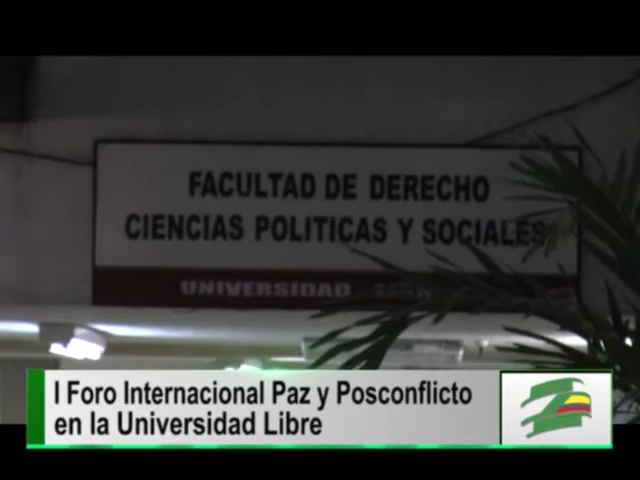 FACULTAD DE DERECHO
CIENCIAS POLITICAS Y SOCIALES
UNIVERSIDAD
I Foro Internacional Paz y Posconflicto
en la Universidad Libre